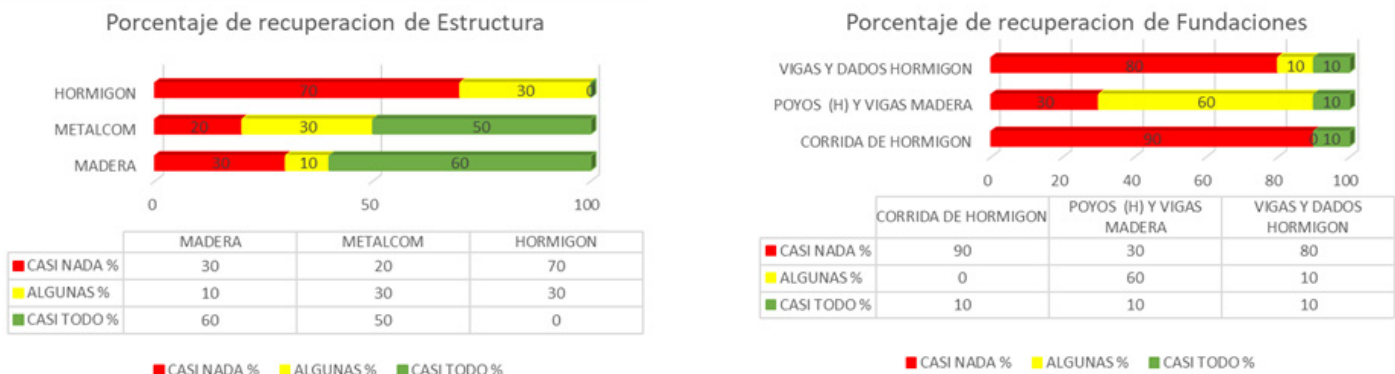 Porcentaje de recuperacion de Estructura
HORMIGON
70 30 0
METALCOM
20 30 50
MADERA
30 10 60
0 50 100
MADERA METALCOM HORMIGON
CASI NADA % 30 20 70
ALGUNAS % 10 30 30
CASI TODO % 60 50 0
CASI NADA % ALGUNAS % CASI TODO %
Porcentaje de recuperacion de Fundaciones
VIGAS Y DADOS HORMIGON
80 10 10
POYOS (H) Y VIGAS MADERA
30 60 10
CORRIDA DE HORMIGON
90 0 10
0 20 40 60 80 100
CORRIDA DE HORMIGON POYOS (H) Y VIGAS MADERA VIGAS Y DADOS HORMIGON
CASI NADA % 90 30 80
ALGUNAS % 0 60 10
CASI TODO % 10 10 10
CASI NADA % ALGUNAS % CASI TODO %